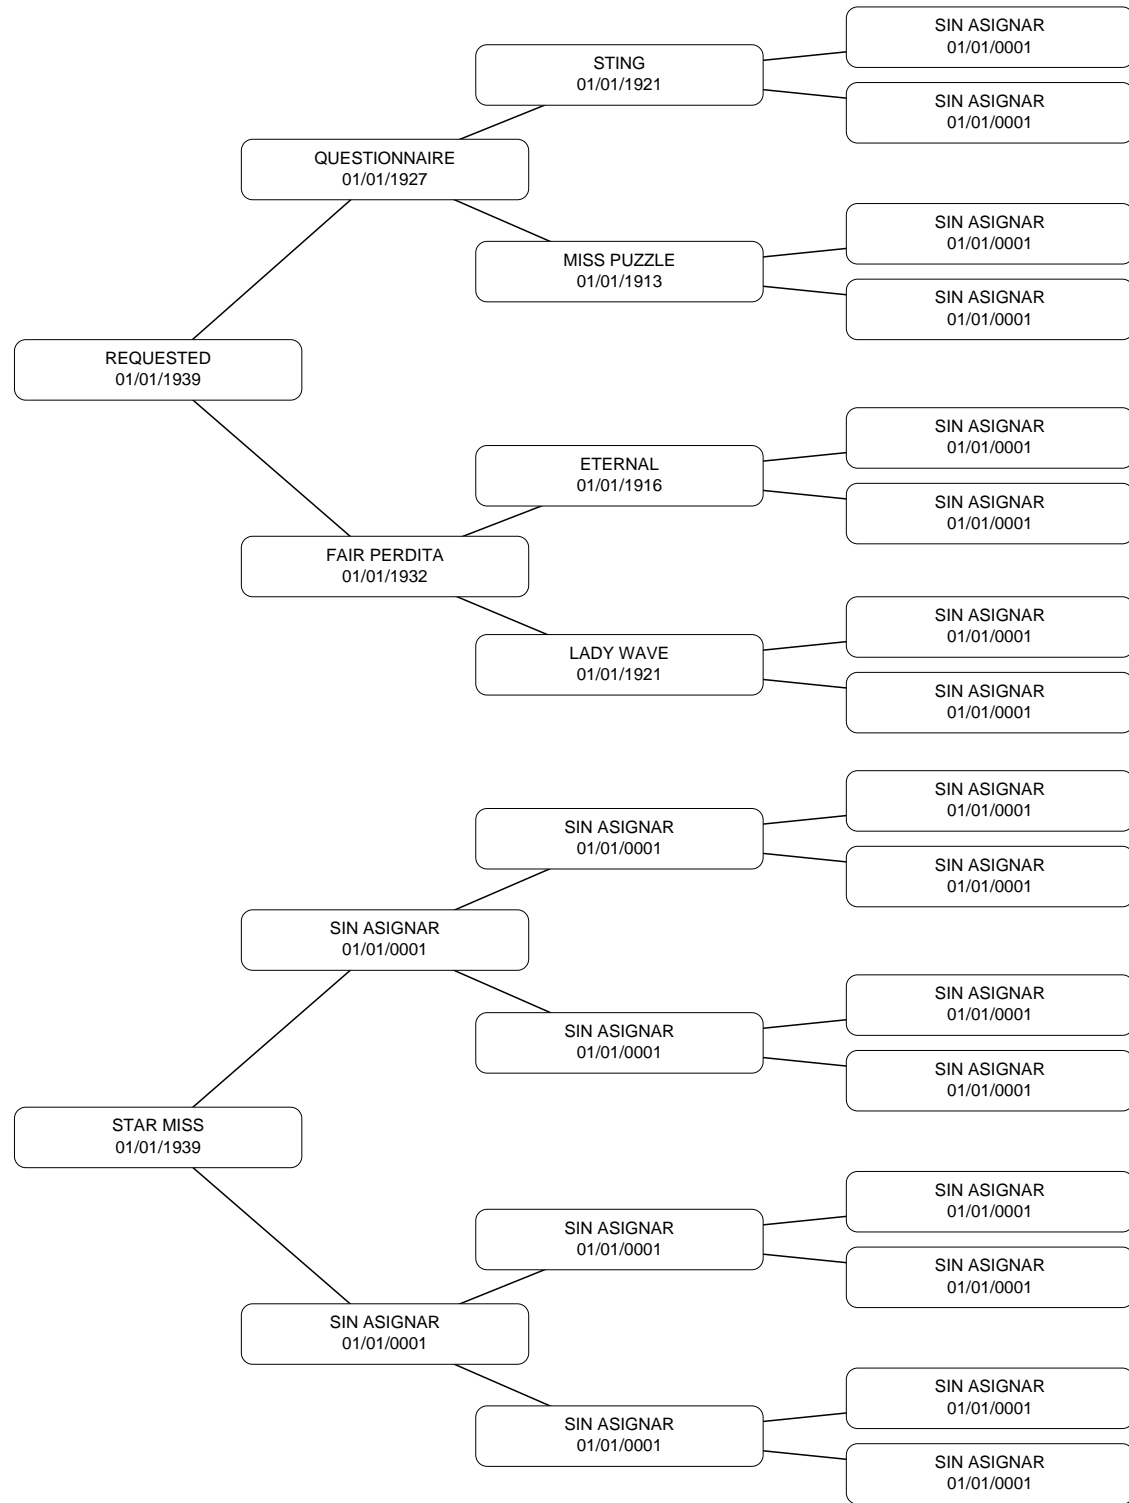 SIN ASIGNAR
01/01/0001
STING
01/01/1921
SIN ASIGNAR
01/01/0001
QUESTIONNAIRE
01/01/1927
SIN ASIGNAR
01/01/0001
MISS PUZZLE
01/01/1913
SIN ASIGNAR
01/01/0001
REQUESTED
01/01/1939
SIN ASIGNAR
01/01/0001
ETERNAL
01/01/1916
SIN ASIGNAR
01/01/0001
FAIR PERDITA
01/01/1932
SIN ASIGNAR
01/01/0001
LADY WAVE
01/01/1921
SIN ASIGNAR
01/01/0001
SIN ASIGNAR
01/01/0001
SIN ASIGNAR
01/01/0001
SIN ASIGNAR
01/01/0001
SIN ASIGNAR
01/01/0001
SIN ASIGNAR
01/01/0001
SIN ASIGNAR
01/01/0001
SIN ASIGNAR
01/01/0001
STAR MISS
01/01/1939
SIN ASIGNAR
01/01/0001
SIN ASIGNAR
01/01/0001
SIN ASIGNAR
01/01/0001
SIN ASIGNAR
01/01/0001
SIN ASIGNAR
01/01/0001
SIN ASIGNAR
01/01/0001
SIN ASIGNAR
01/01/0001